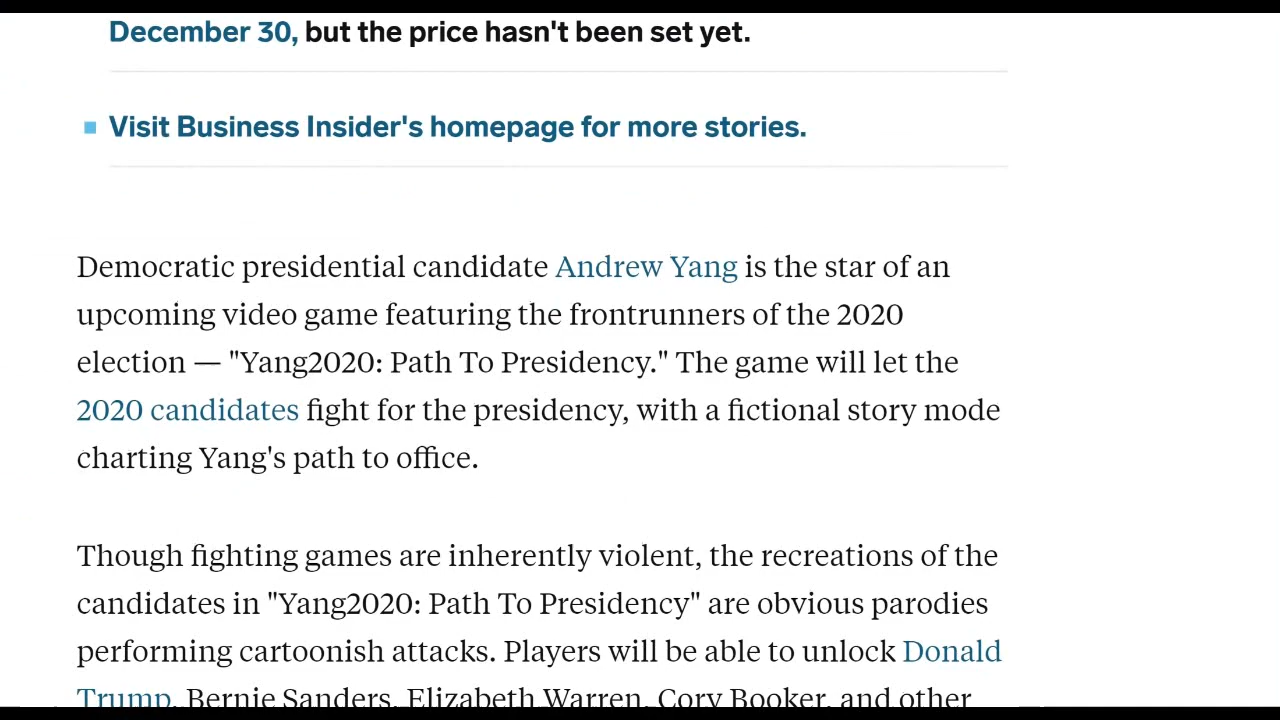 December 30, but the price hasn't been set yet.
Visit Business Insider's homepage for more stories.
Democratic presidential candidate Andrew Yang is the star of an
upcoming video game featuring the frontrunners of the 2020
election — "Yang2020: Path To Presidency." The game will let the
2020 candidates fight for the presidency, with a fictional story mode
charting Yang's path to office.
Though fighting games are inherently violent, the recreations of the
candidates in "Yang2020: Path To Presidency" are obvious parodies
performing cartoonish attacks. Players will be able to unlock Donald
Trump, Bernie Sanders, Elizabeth Warren, Cory Booker, and other